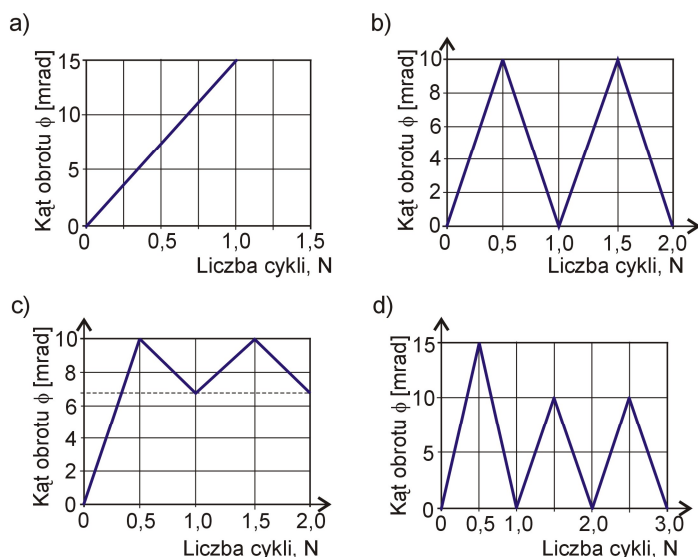 a)
Kąt obrotu ϕ [mrad]
15
10
5
0
0 0,5 1,0 1,5
Liczba cykli, N
b)
Kąt obrotu ϕ [mrad]
10
8
6
4
2
0
0 0,5 1,0 1,5 2,0
Liczba cykli, N
c)
Kąt obrotu ϕ [mrad]
10
8
6
4
2
0
0 0,5 1,0 1,5 2,0
Liczba cykli, N
d)
Kąt obrotu ϕ [mrad]
15
10
5
0
0 0,5 1,0 2,0 3,0
Liczba cykli, N